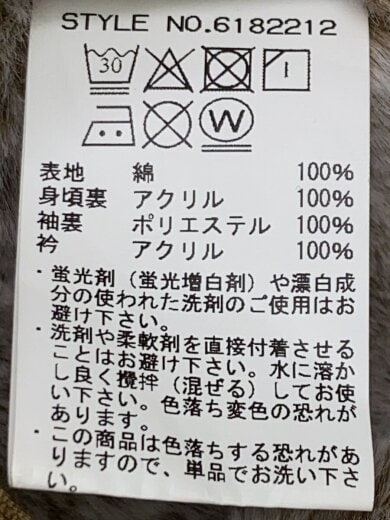 STYLE NO.6182212
30
W
表地 綿 100%
身頃裏 アクリル 100%
袖裏 ポリエステル 100%
衿 アクリル 100%
・蛍光剤（蛍光増白剤）や漂白成
分の使われた洗剤のご使用はお
避け下さい。
・洗剤や柔軟剤を直接付着させる
ことはお避け下さい。水に溶か
し良く攪拌（混ぜる）してお使
い下さい。色落ち変色の恐れが
あります。
・この商品は色落ちする恐れがあ
りますので、単品でお洗い下さ
い。